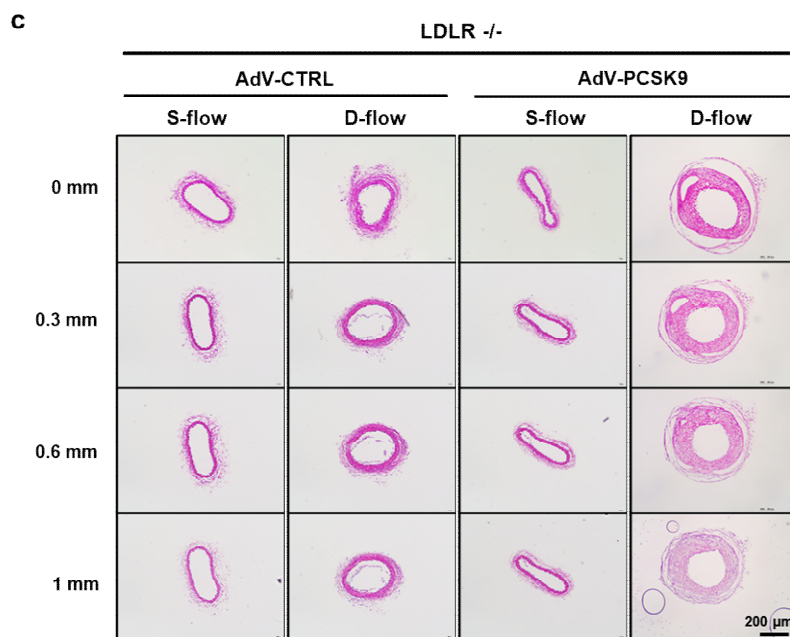 c
LDLR -/-
AdV-CTRL AdV-PCSK9
S-flow D-flow S-flow D-flow
0 mm
0.3 mm
0.6 mm
1 mm
200 µm